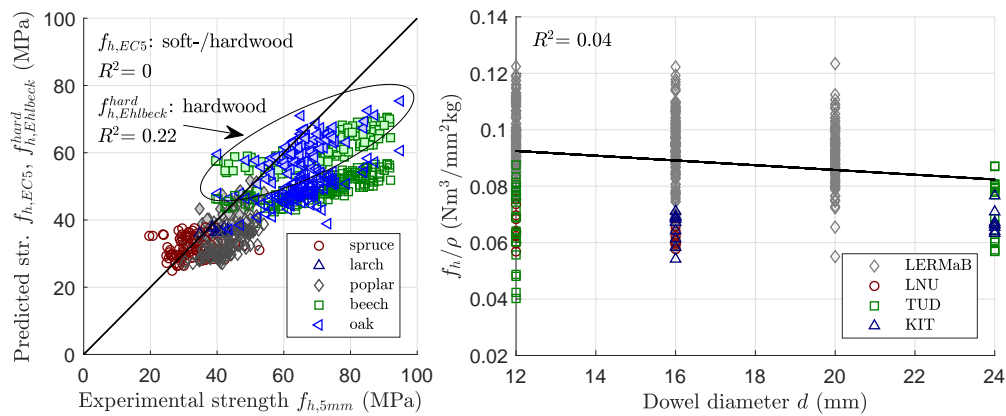 f_{h,EC5}: soft-/hardwood
R^2= 0
f^{hard}_{h,Ehlbeck}: hardwood
R^2= 0.22
Predicted str. f_{h,EC5}, f^{hard}_{h,Ehlbeck} (MPa)
100
80
60
40
20
0
0 20 40 60 80 100
Experimental strength f_{h,5mm} (MPa)
spruce
larch
poplar
beech
oak
R^2= 0.04
f_h/ρ (Nm^3/mm^2kg)
0.14
0.12
0.1
0.08
0.06
0.04
0.02
12 14 16 18 20 22 24
Dowel diameter d (mm)
LERMaB
LNU
TUD
KIT